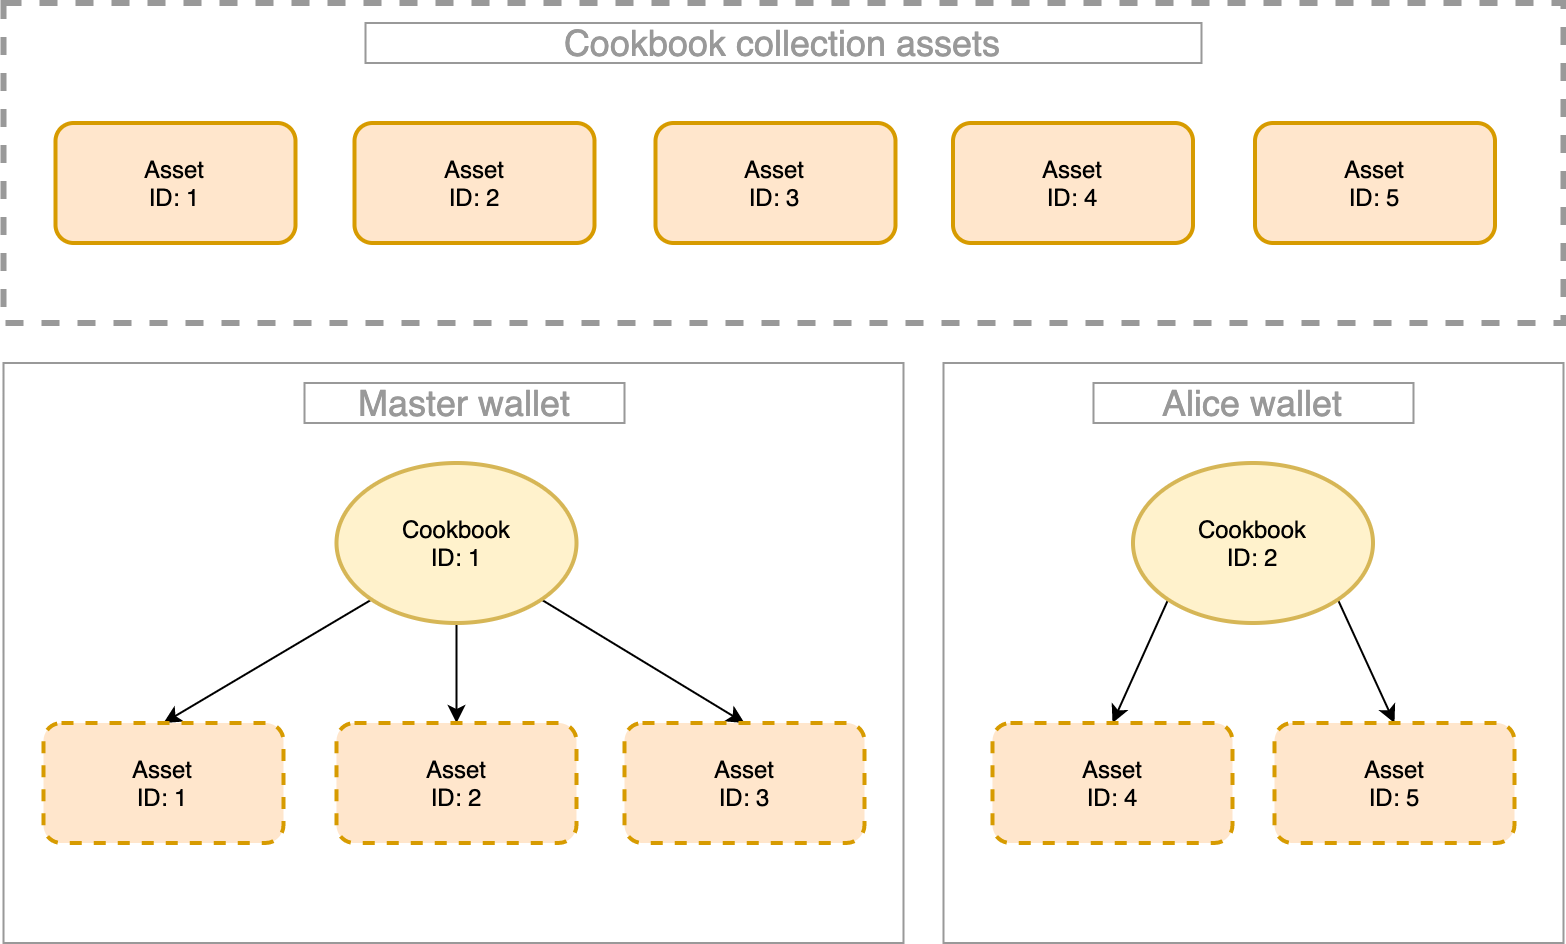 Cookbook collection assets
Asset
ID: 1
Asset
ID: 2
Asset
ID: 3
Asset
ID: 4
Asset
ID: 5
Master wallet
Cookbook
ID: 1
Asset
ID: 1
Asset
ID: 2
Asset
ID: 3
Alice wallet
Cookbook
ID: 2
Asset
ID: 4
Asset
ID: 5